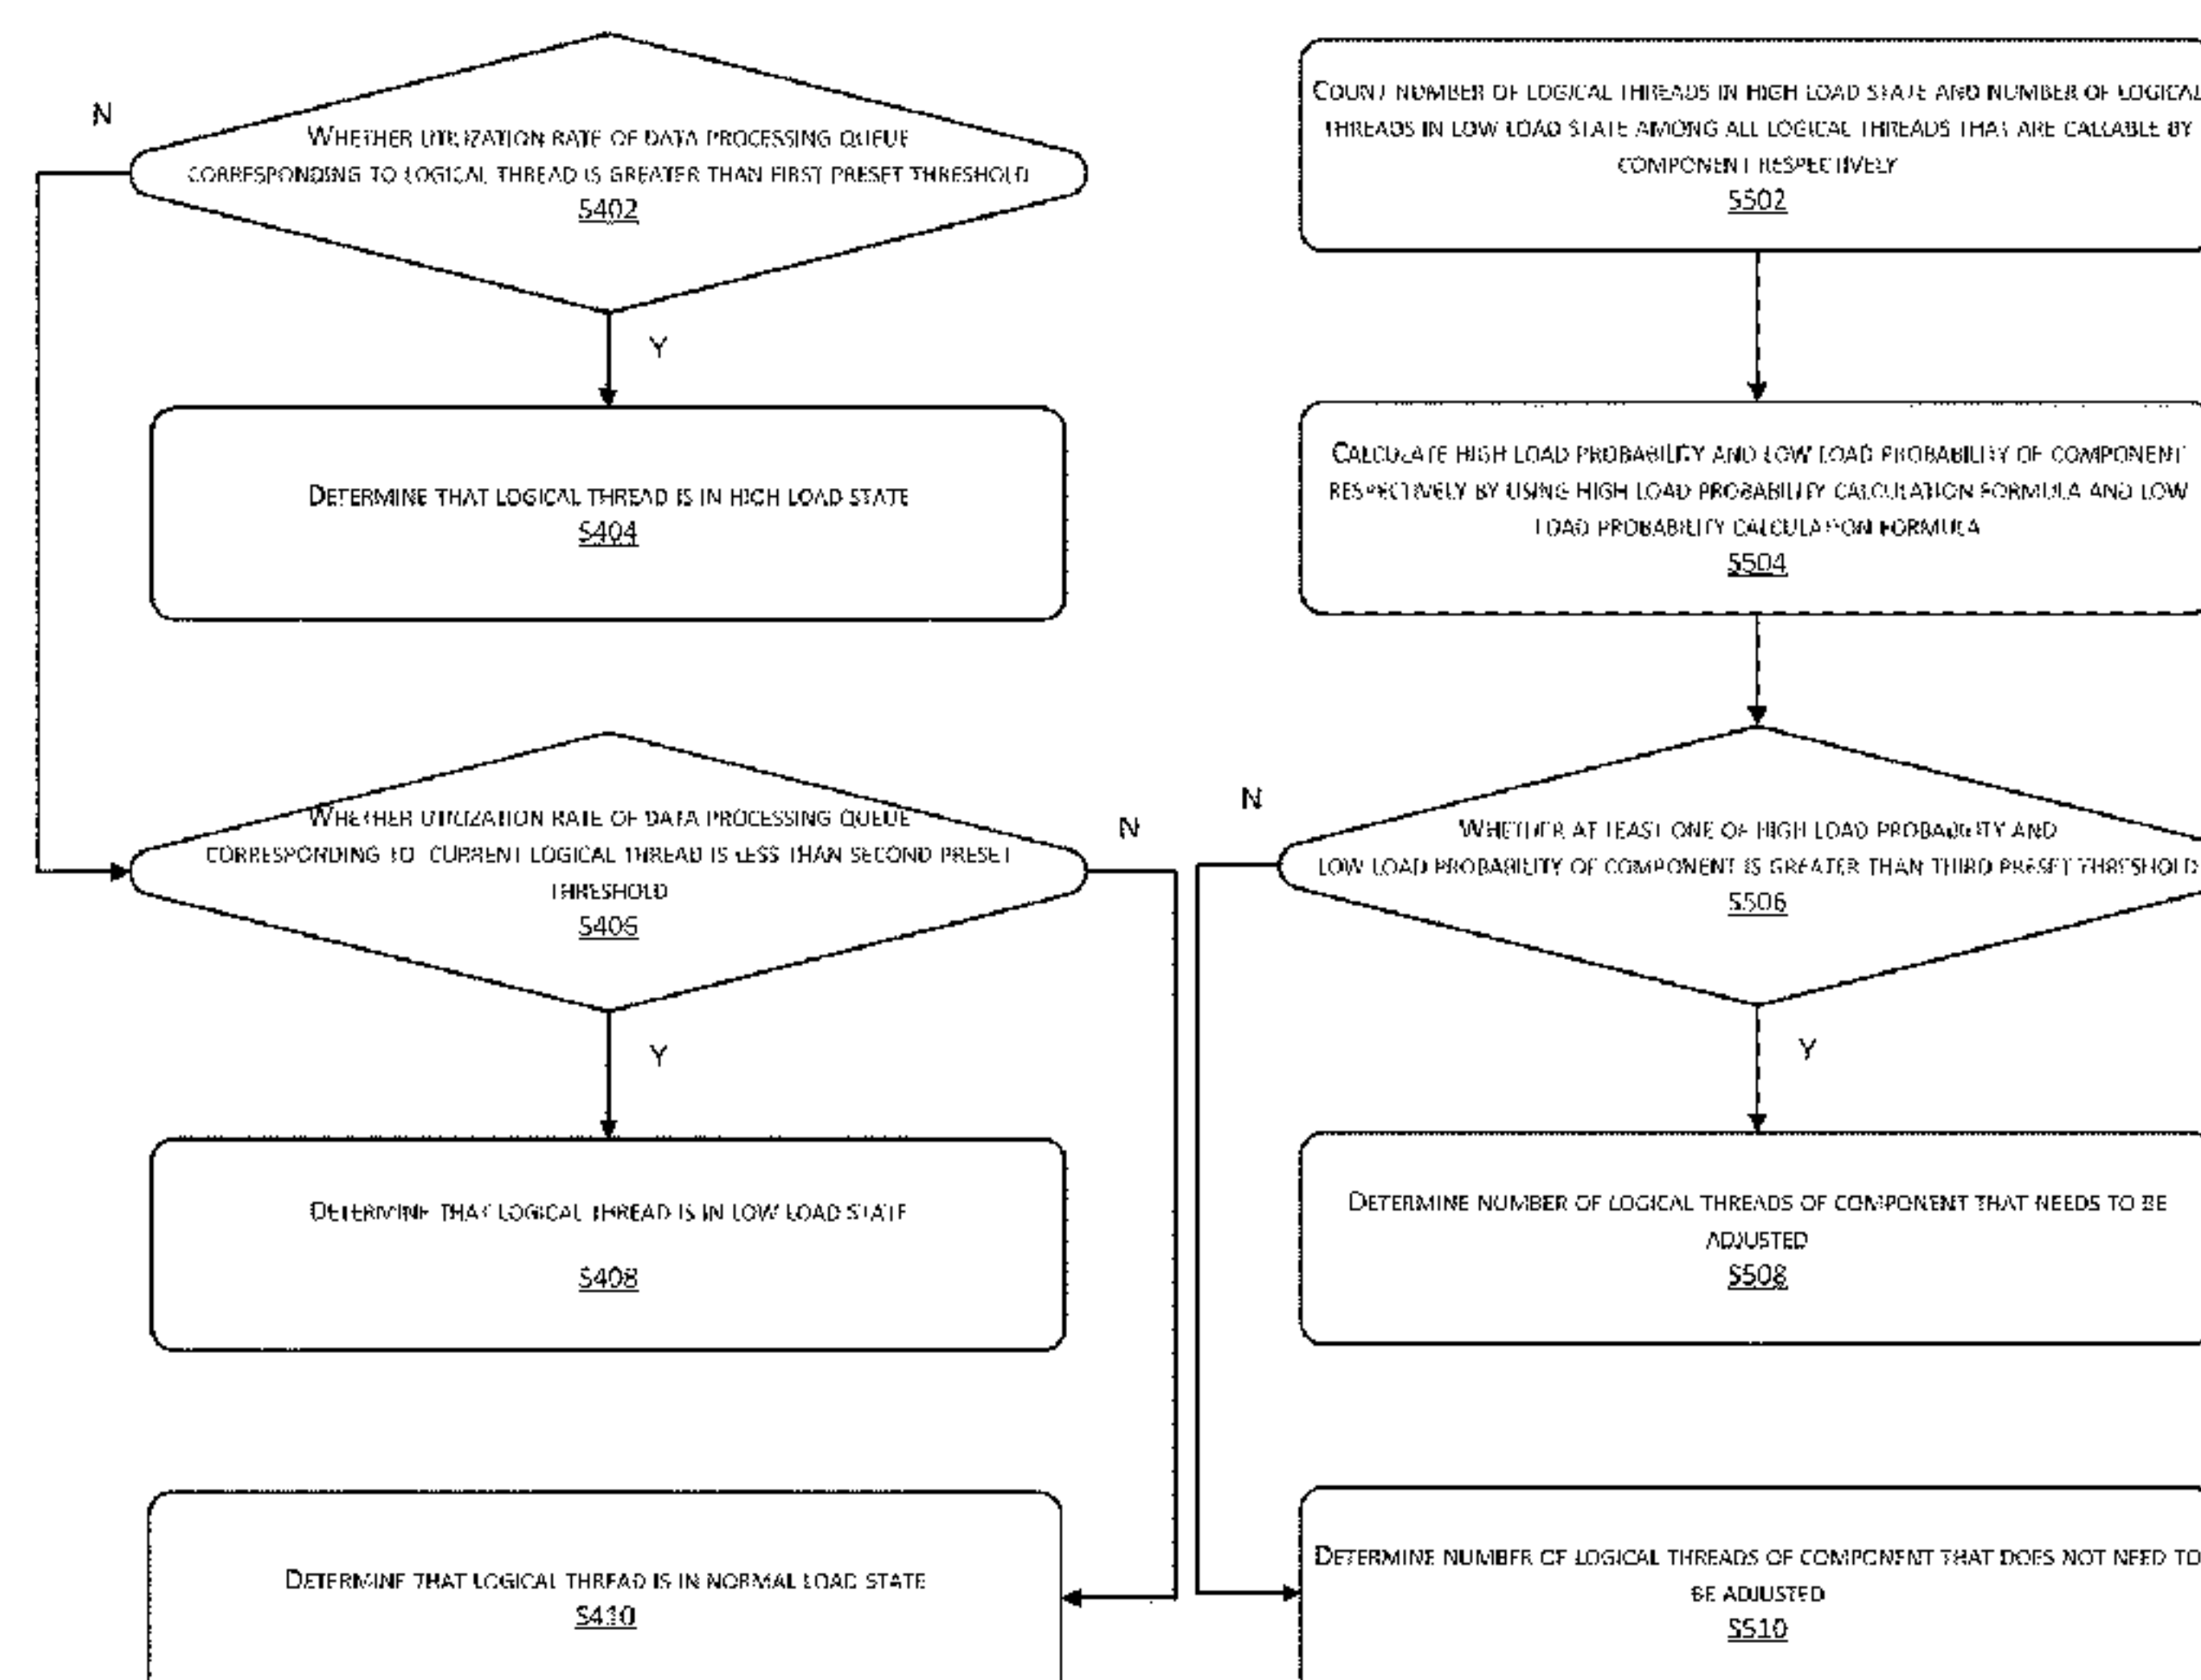 N
WHETHER UTILIZATION RATE OF DATA PROCESSING QUEUE
CORRESPONDING TO LOGICAL THREAD IS GREATER THAN FIRST PRESET THRESHOLD
S402
Y
DETERMINE THAT LOGICAL THREAD IS IN HIGH LOAD STATE
S404
WHETHER UTILIZATION RATE OF DATA PROCESSING QUEUE
CORRESPONDING TO CURRENT LOGICAL THREAD IS LESS THAN SECOND PRESET
THRESHOLD
S406
N
Y
DETERMINE THAT LOGICAL THREAD IS IN LOW LOAD STATE
S408
DETERMINE THAT LOGICAL THREAD IS IN NORMAL LOAD STATE
S410
COUNT NUMBER OF LOGICAL THREADS IN HIGH LOAD STATE AND NUMBER OF LOGICAL
THREADS IN LOW LOAD STATE AMONG ALL LOGICAL THREADS THAT ARE CALLABLE BY
COMPONENT RESPECTIVELY
S502
CALCULATE HIGH LOAD PROBABILITY AND LOW LOAD PROBABILITY OF COMPONENT
RESPECTIVELY BY USING HIGH LOAD PROBABILITY CALCULATION FORMULA AND LOW
LOAD PROBABILITY CALCULATION FORMULA
S504
N
WHETHER AT LEAST ONE OF HIGH LOAD PROBABILITY AND
LOW LOAD PROBABILITY OF COMPONENT IS GREATER THAN THIRD PRESET THRESHOLD
S506
Y
DETERMINE NUMBER OF LOGICAL THREADS OF COMPONENT THAT NEEDS TO BE
ADJUSTED
S508
DETERMINE NUMBER OF LOGICAL THREADS OF COMPONENT THAT DOES NOT NEED TO
BE ADJUSTED
S510